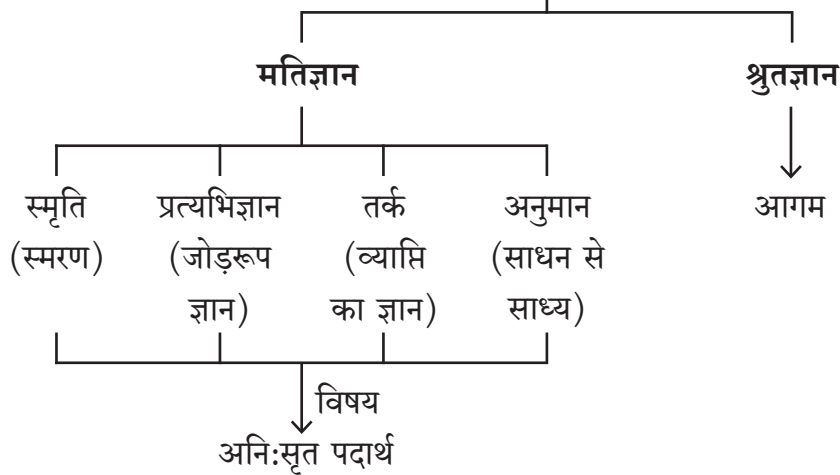 मतिज्ञान श्रुतज्ञान
स्मृति प्रत्यभिज्ञान तर्क अनुमान आगम
(स्मरण) (जोड़रूप (व्याप्ति (साधन से
ज्ञान) का ज्ञान) साध्य)
विषय
अनि:सृत पदार्थ